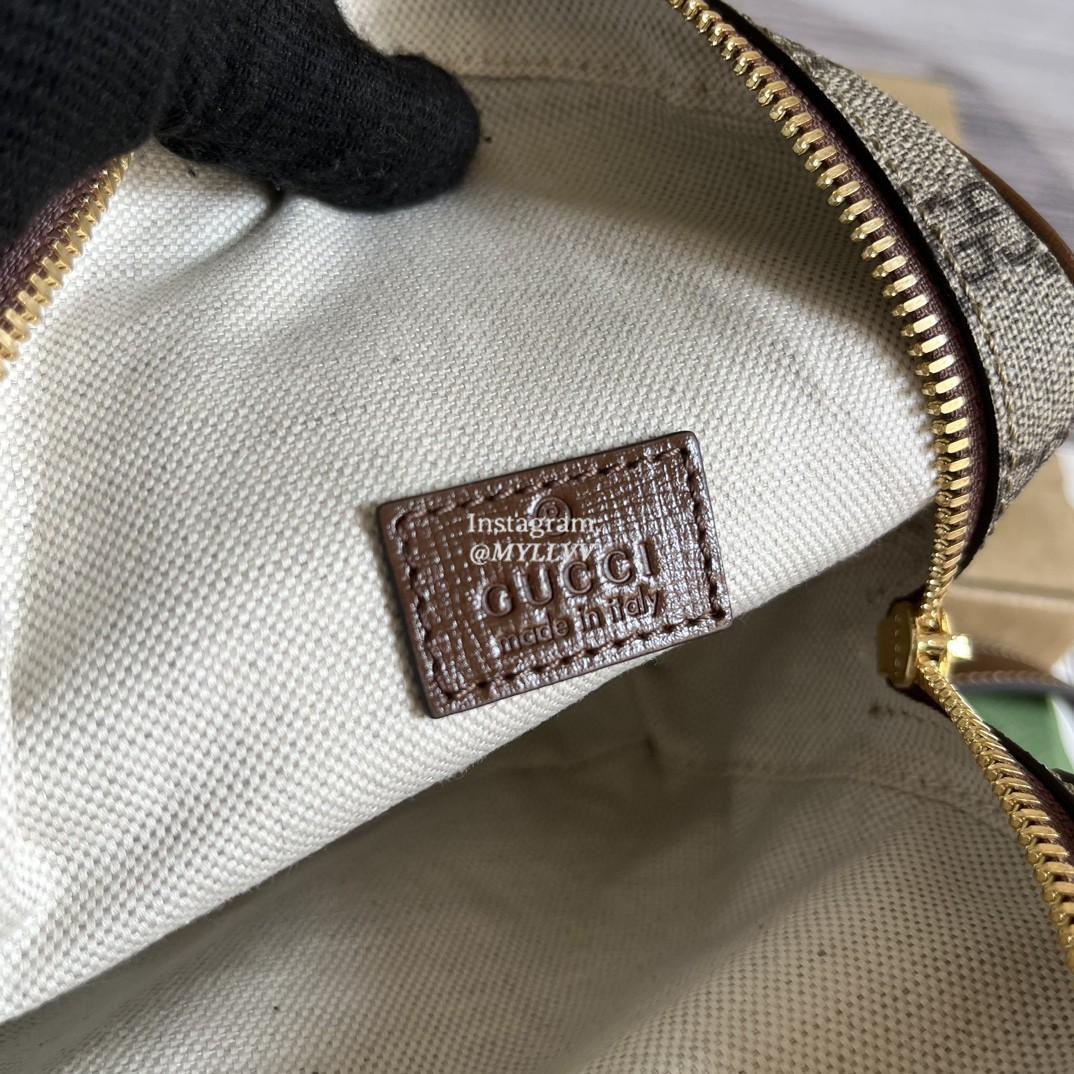 ®
Instagram:
@MYLLYV
GUCCI
made in italy